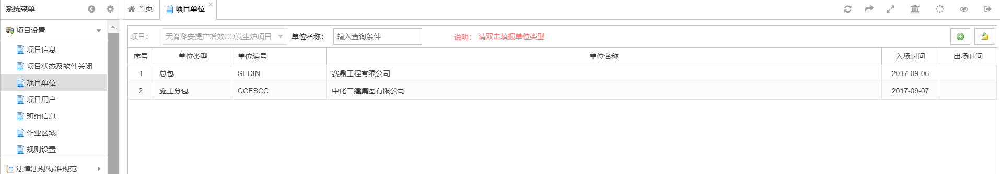 系统菜单
首页
项目单位
项目设置
项目信息
项目状态及软件关闭
项目单位
项目用户
班组信息
作业区域
规则设置
法律法规/标准规范
项目： 天脊潞安提产增效CO发生炉项目 单位名称： 输入查询条件 说明： 请双击填报单位类型
序号 单位类型 单位编号 单位名称 入场时间 出场时间
1 总包 SEDIN 赛鼎工程有限公司 2017-09-06
2 施工分包 CCESCC 中化二建集团有限公司 2017-09-07